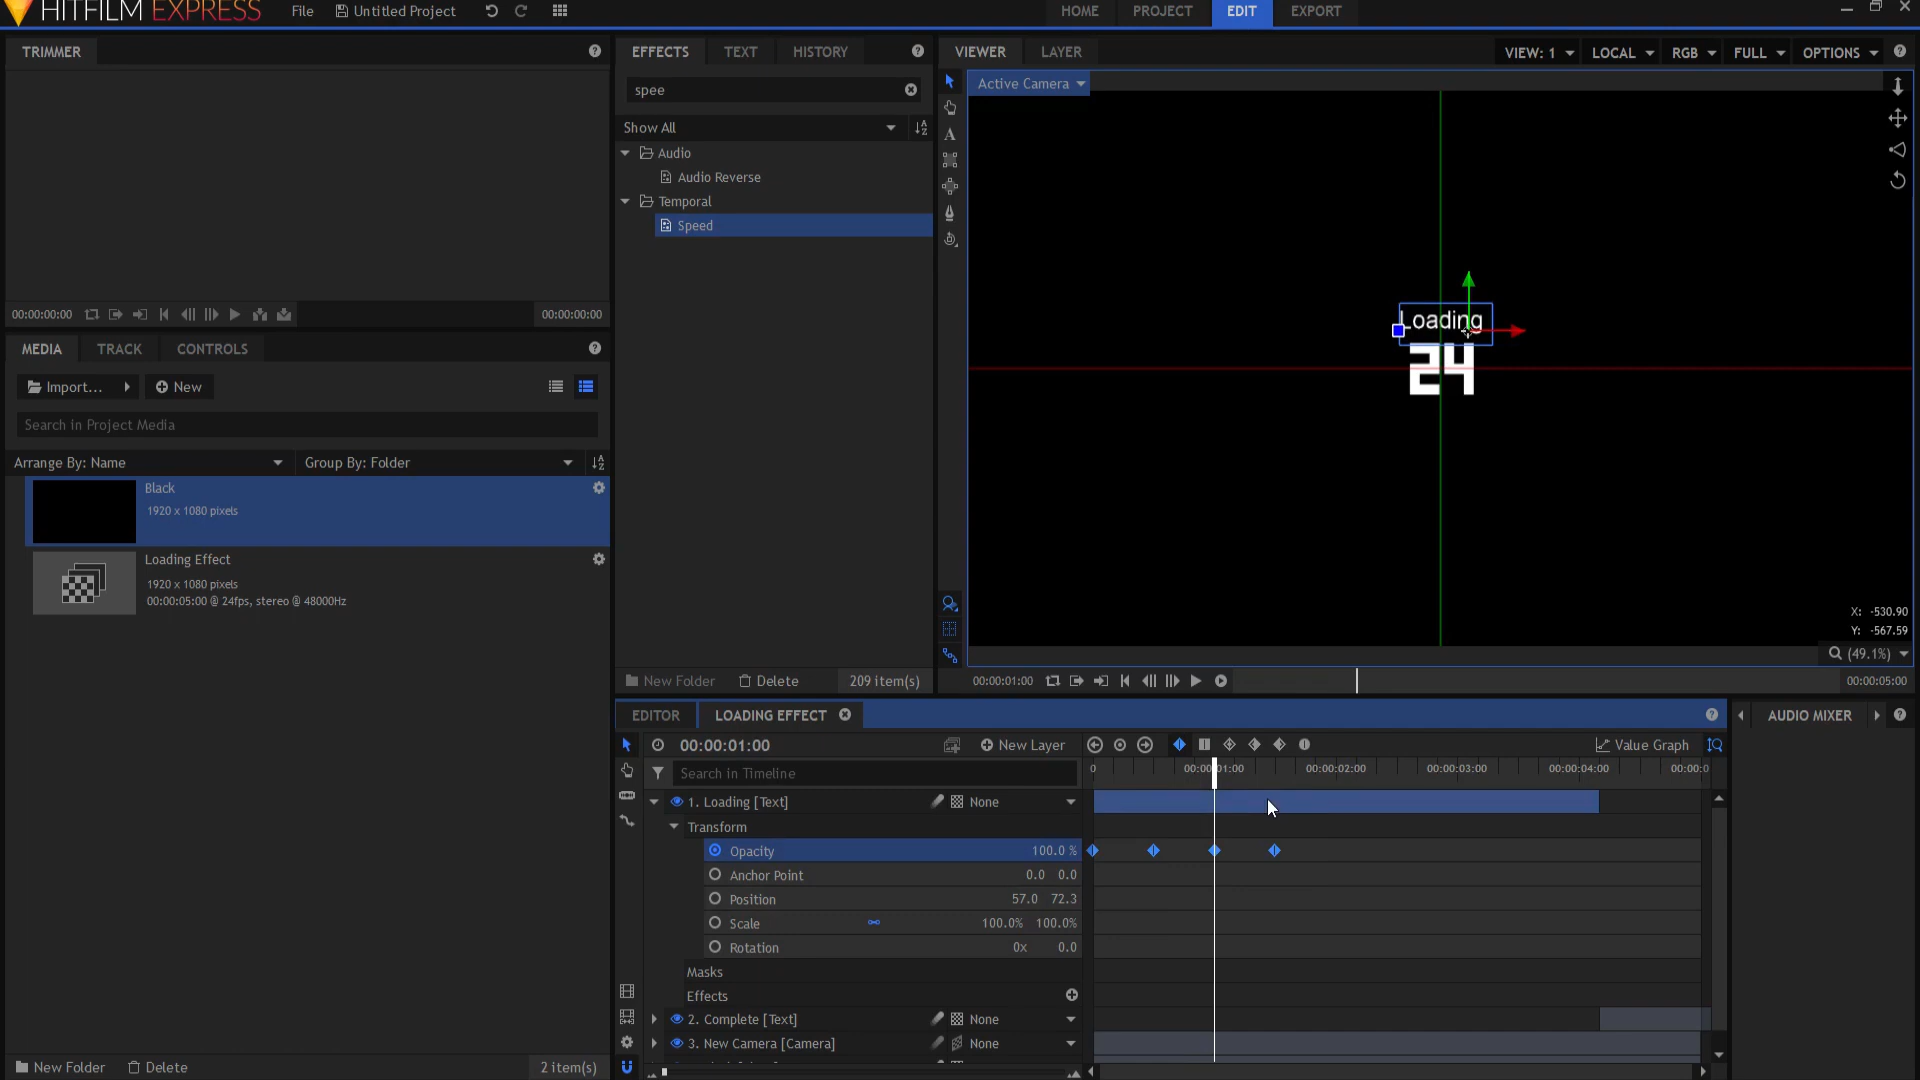 HITFILM EXPRESS
File
Untitled Project
HOME
PROJECT
EDIT
EXPORT
TRIMMER
EFFECTS
TEXT
HISTORY
VIEWER
LAYER
VIEW: 1
LOCAL
RGB
FULL
OPTIONS
spee
Active Camera
Show All
Audio
Audio Reverse
Temporal
Speed
Loading
24
00:00:00:00
00:00:00:00
MEDIA
TRACK
CONTROLS
Import...
New
Search in Project Media
Arrange By: Name
Group By: Folder
Black
1920 x 1080 pixels
Loading Effect
1920 x 1080 pixels
00:00:05:00 @ 24fps, stereo @ 48000Hz
X: -530.90
Y: -567.59
(49.1%)
New Folder
Delete
209 item(s)
00:00:01:00
00:00:05:00
EDITOR
LOADING EFFECT
AUDIO MIXER
00:00:01:00
New Layer
Value Graph
Search in Timeline
0
00:00:01:00
00:00:02:00
00:00:03:00
00:00:04:00
00:00:0
1. Loading [Text]
None
Transform
Opacity
100.0 %
Anchor Point
0.0 0.0
Position
57.0 72.3
Scale
100.0% 100.0%
Rotation
0x 0.0
Masks
Effects
2. Complete [Text]
None
3. New Camera [Camera]
None
New Folder
Delete
2 item(s)